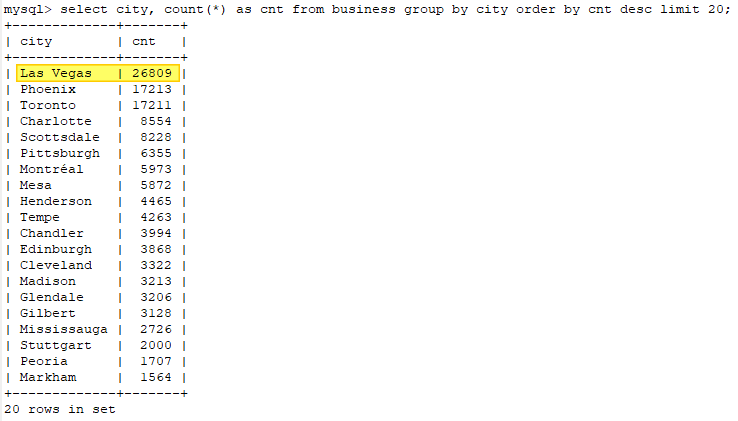 mysql> select city, count(*) as cnt from business group by city order by cnt desc limit 20;
+-------------+-------+
| city        | cnt   |
+-------------+-------+
| Las Vegas   | 26809 |
| Phoenix     | 17213 |
| Toronto     | 17211 |
| Charlotte   |  8554 |
| Scottsdale  |  8228 |
| Pittsburgh  |  6355 |
| Montréal    |  5973 |
| Mesa        |  5872 |
| Henderson   |  4465 |
| Tempe       |  4263 |
| Chandler    |  3994 |
| Edinburgh   |  3868 |
| Cleveland   |  3322 |
| Madison     |  3213 |
| Glendale    |  3206 |
| Gilbert     |  3128 |
| Mississauga |  2726 |
| Stuttgart   |  2000 |
| Peoria      |  1707 |
| Markham     |  1564 |
+-------------+-------+
20 rows in set